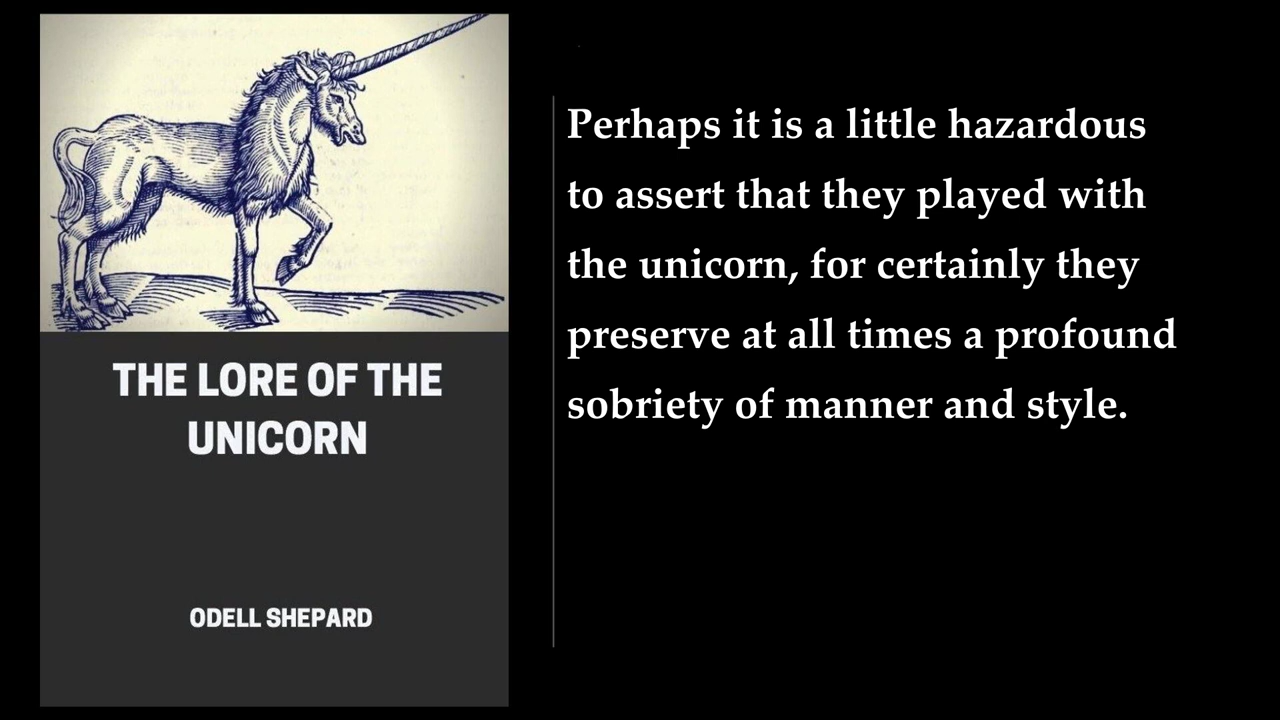 THE LORE OF THE
UNICORN
ODELL SHEPARD
Perhaps it is a little hazardous
to assert that they played with
the unicorn, for certainly they
preserve at all times a profound
sobriety of manner and style.